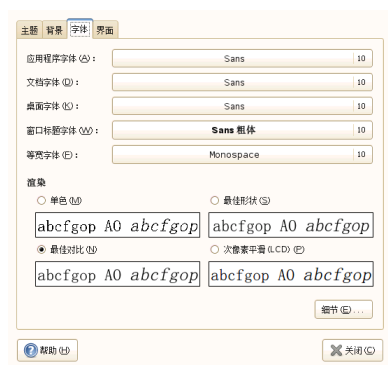 主题 背景 字体 界面
应用程序字体(A)： Sans 10
文档字体(D)： Sans 10
桌面字体(K)： Sans 10
窗口标题字体(W)： Sans 粗体 10
等宽字体(F)： Monospace 10
渲染
单色(M) 最佳形状(S)
abcfgop AO abcfgop abcfgop AO abcfgop
最佳对比(N) 次像素平滑(LCD)(P)
abcfgop AO abcfgop abcfgop AO abcfgop
细节(E)...
帮助(H) 关闭(C)